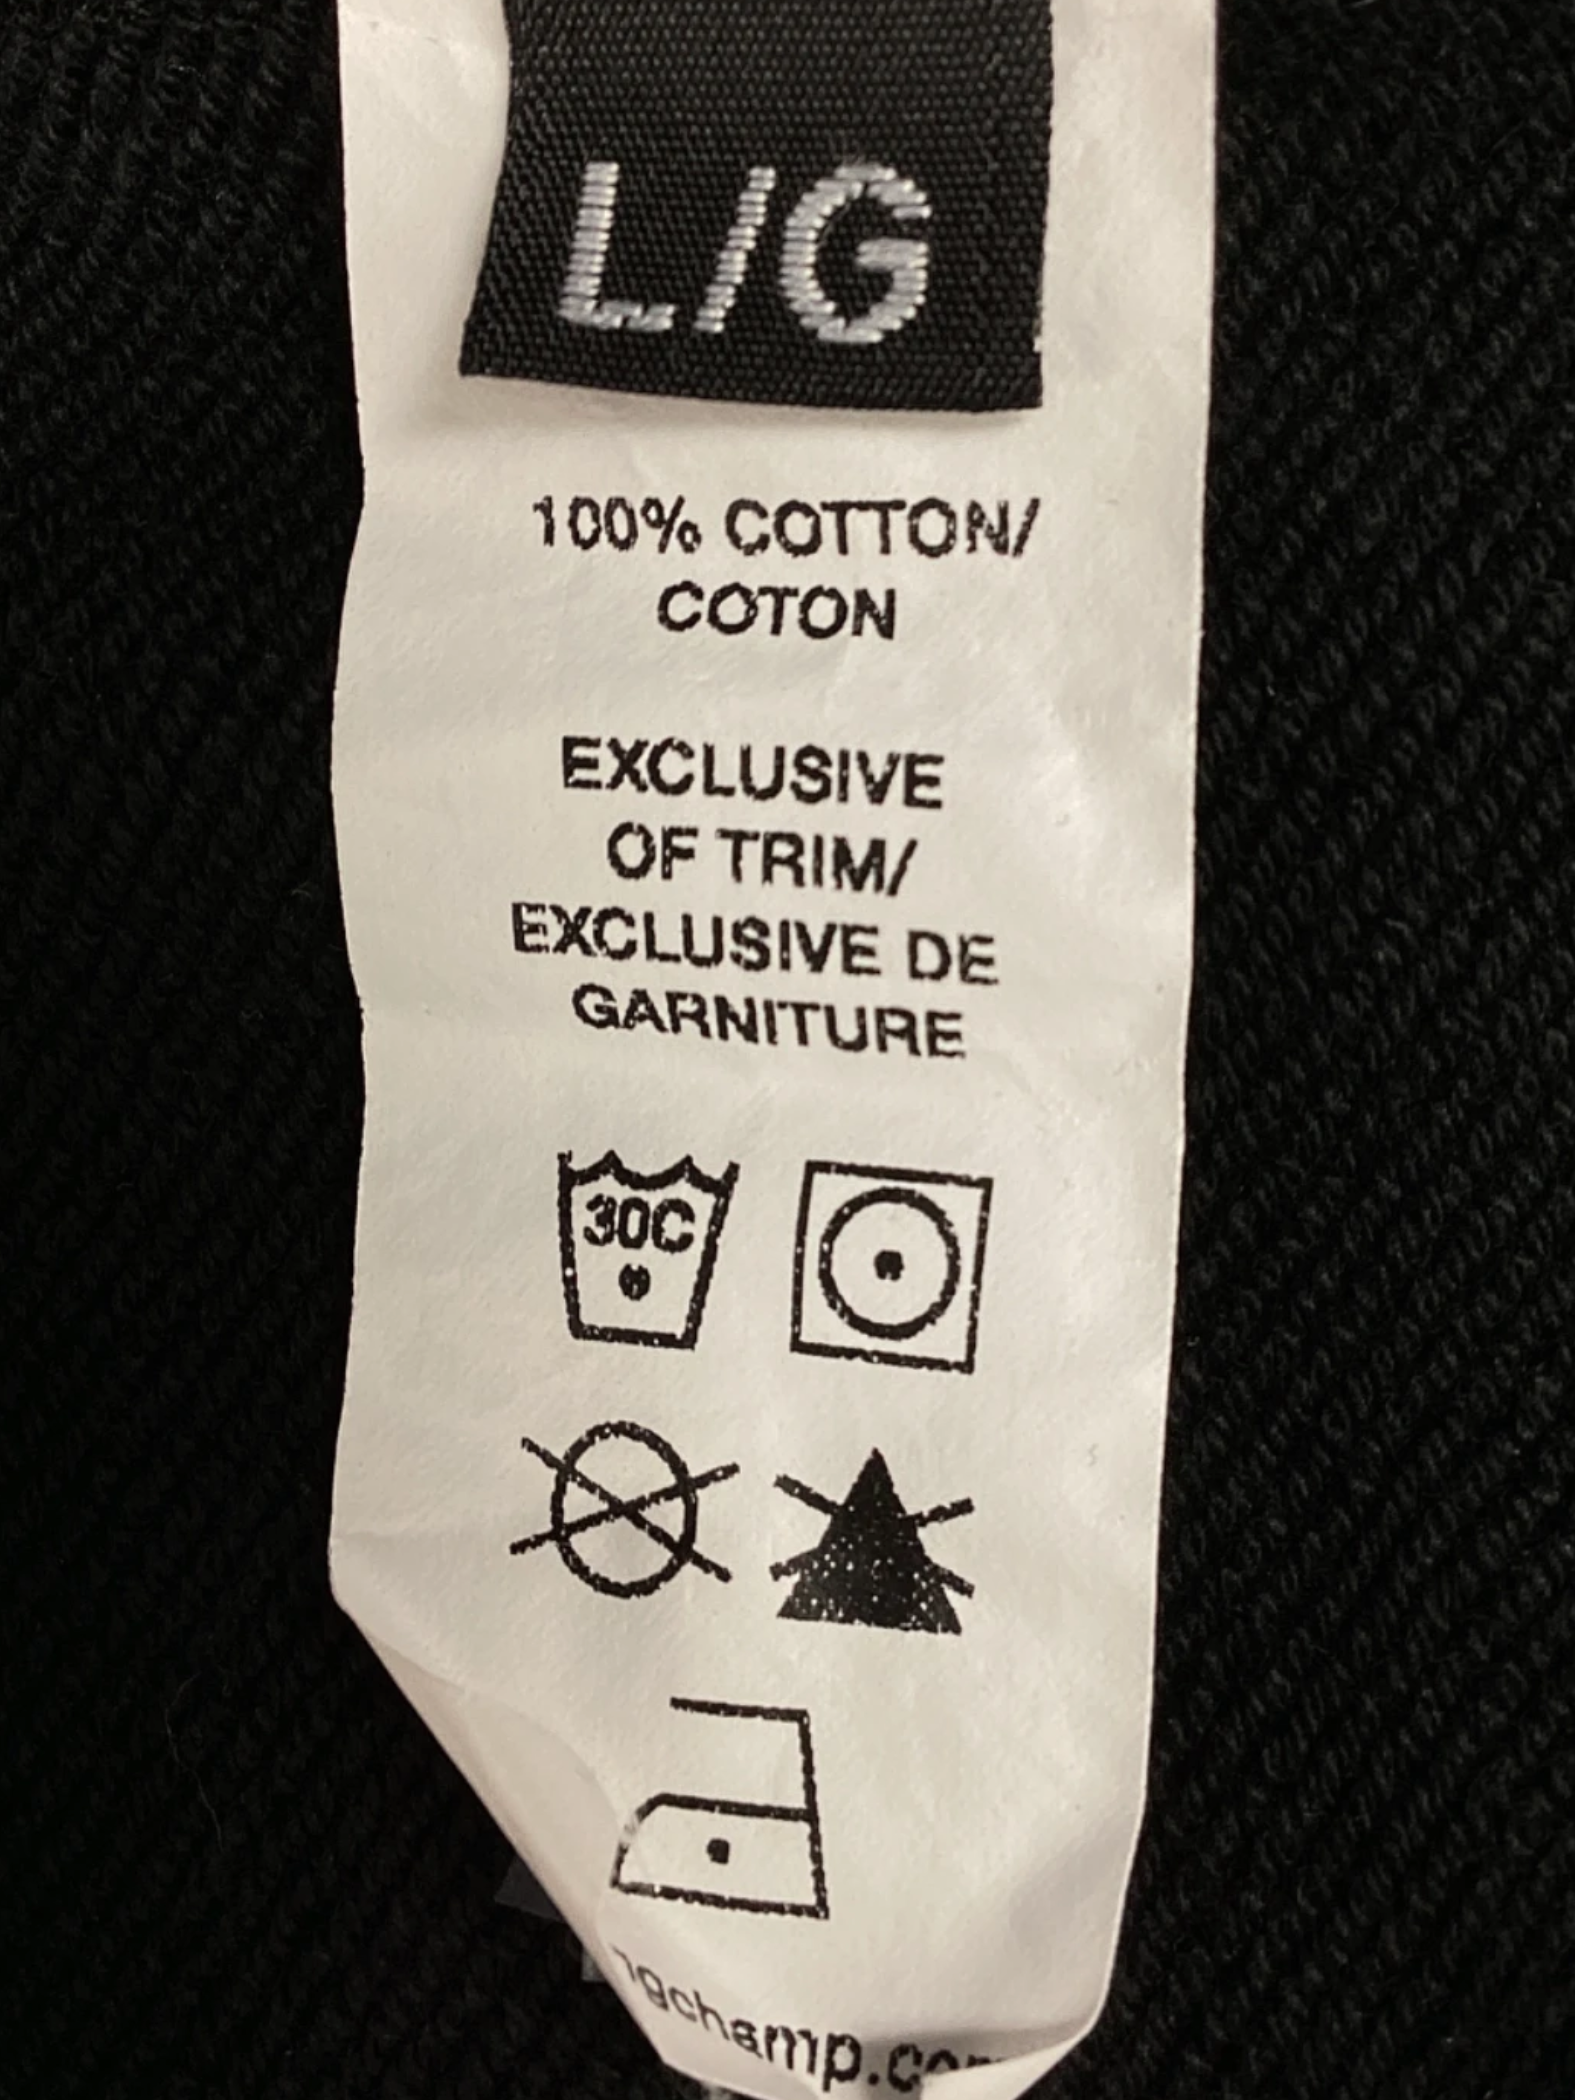 L/G
100% COTTON/
COTON
EXCLUSIVE
OF TRIM/
EXCLUSIVE DE
GARNITURE
30C